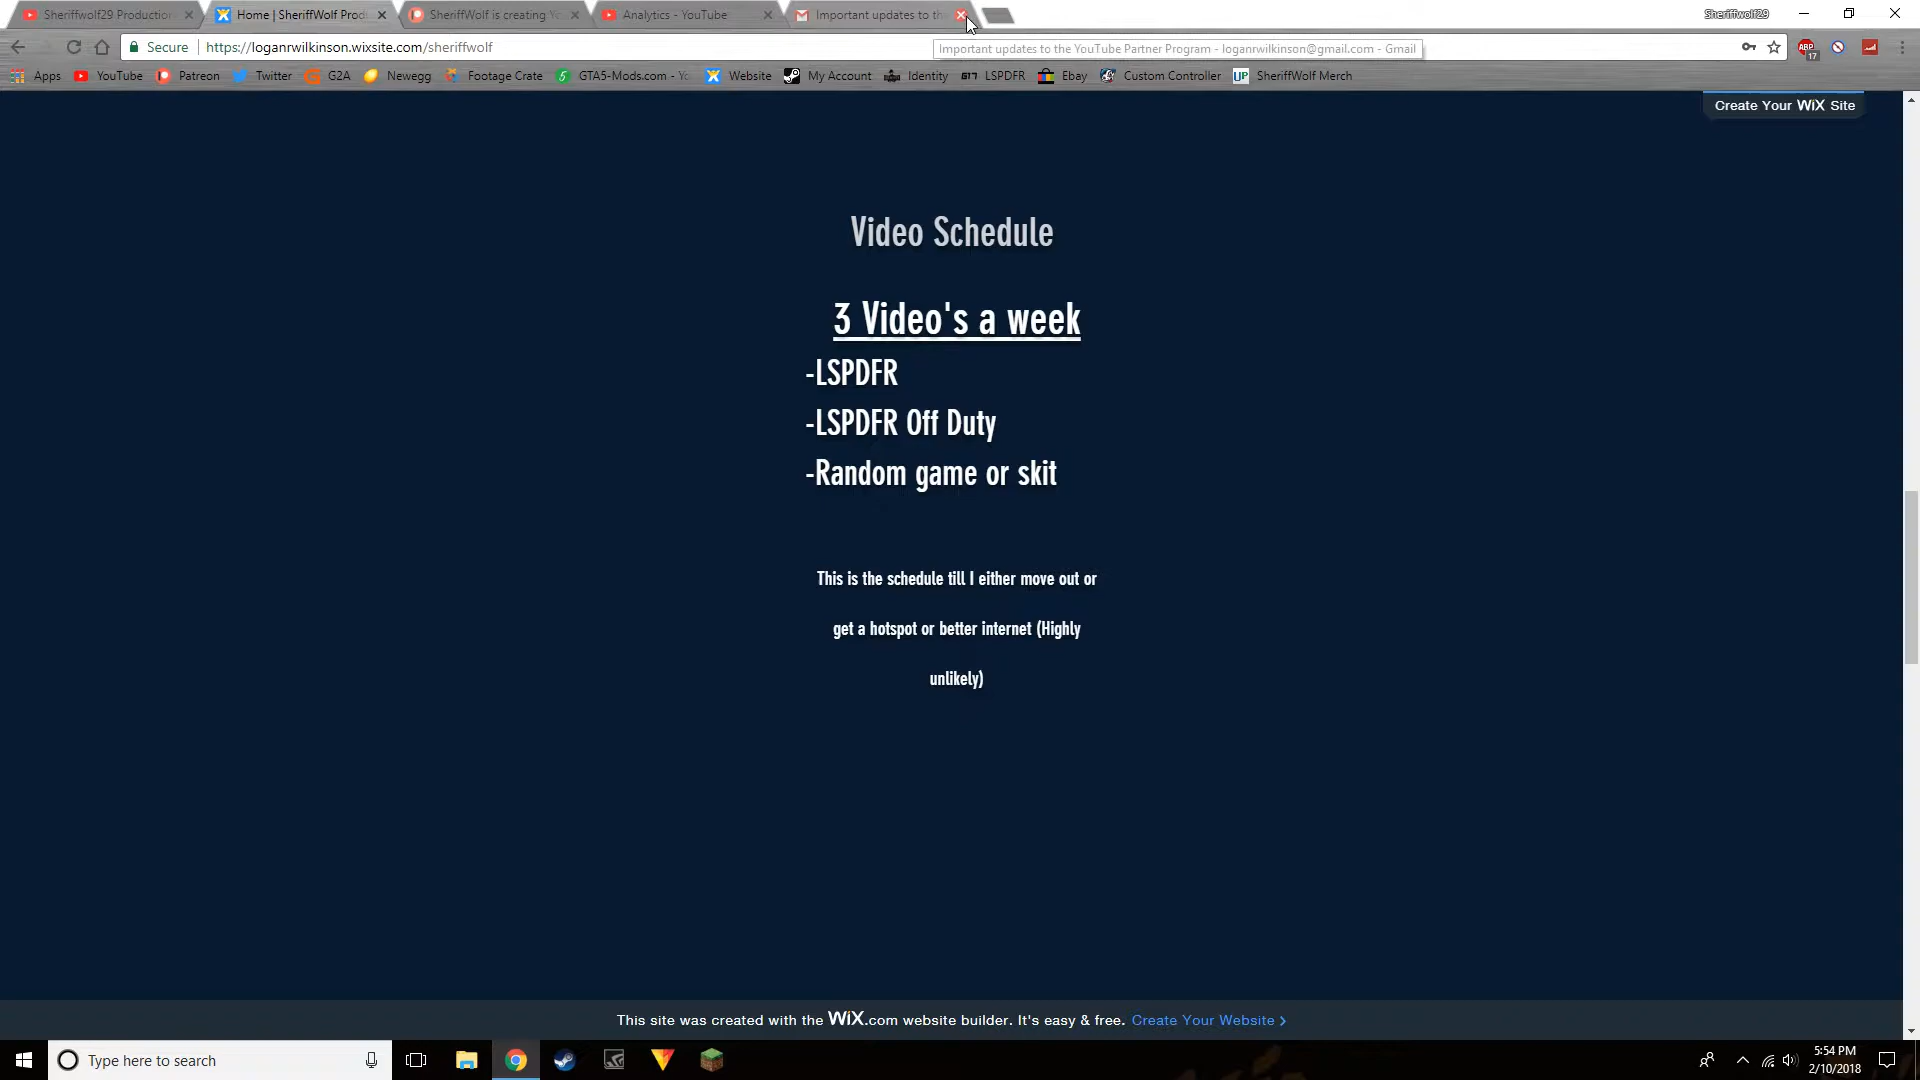 Sheriffwolf29 Production
Home | SheriffWolf Prod
SheriffWolf is creating Yo
Analytics - YouTube
Important updates to th
Sheriffwolf29
Secure
https://loganrwilkinson.wixsite.com/sheriffwolf
Important updates to the YouTube Partner Program - loganrwilkinson@gmail.com - Gmail
ABP
17
Apps
YouTube
Patreon
Twitter
G2A
Newegg
Footage Crate
GTA5-Mods.com - Yo
Website
My Account
Identity
LSPDFR
Ebay
Custom Controller
UP
SheriffWolf Merch
Create Your WiX Site
Video Schedule
3 Video's a week
-LSPDFR
-LSPDFR Off Duty
-Random game or skit
This is the schedule till I either move out or
get a hotspot or better internet (Highly
unlikely)
This site was created with the WiX.com website builder. It's easy & free. Create Your Website >
Type here to search
5:54 PM
2/10/2018